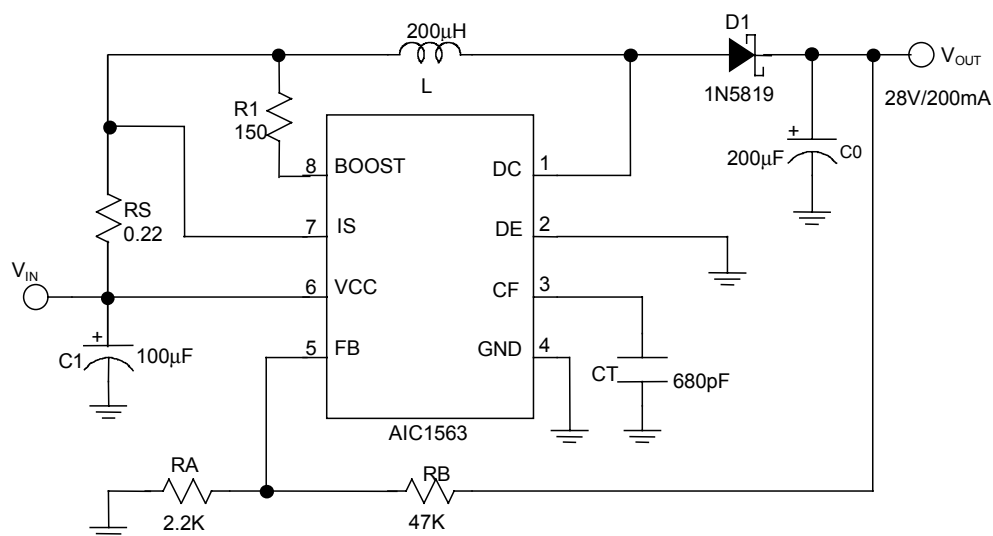 200μH
L
D1
1N5819
V_OUT
28V/200mA
R1
150
+
200μF
C0
8
BOOST
DC
1
RS
0.22
7
IS
DE
2
V_IN
6
VCC
CF
3
+
C1
100μF
5
FB
GND
4
CT
680pF
AIC1563
RA
2.2K
RB
47K